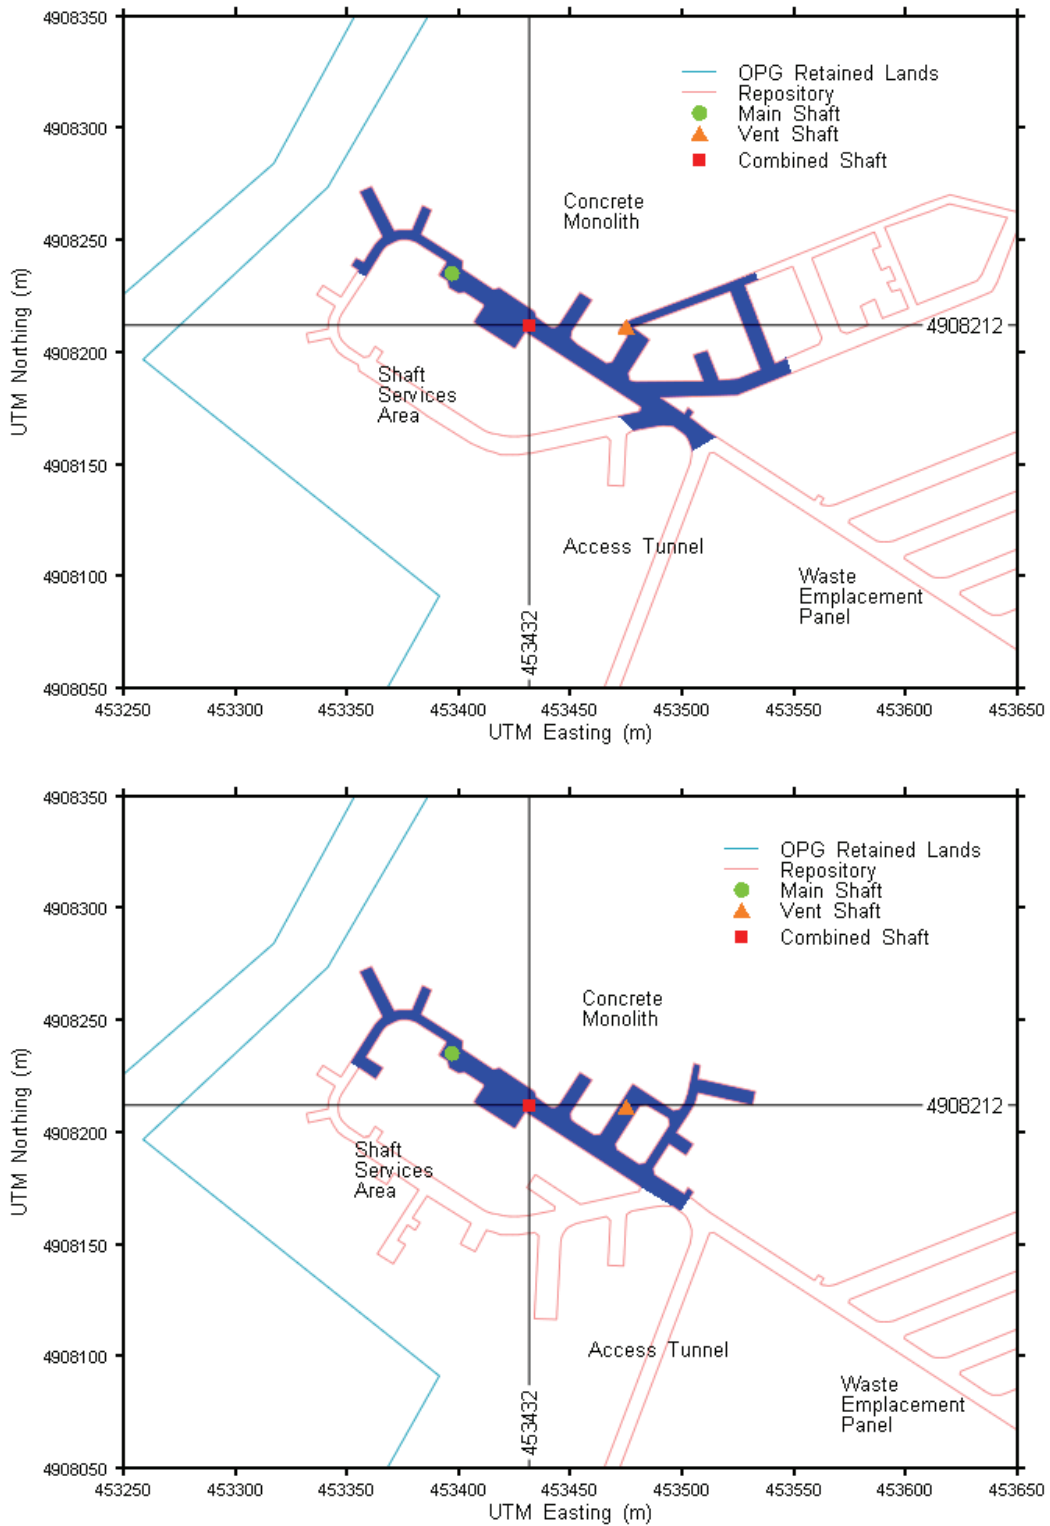 4908350
OPG Retained Lands
Repository
Main Shaft
Vent Shaft
Combined Shaft
4908300
Concrete
Monolith
4908250
UTM Northing (m)
4908212
4908200
Shaft
Services
Area
4908150
Access Tunnel
4908100
Waste
Emplacement
Panel
453432
4908050
453250 453300 453350 453400 453450 453500 453550 453600 453650
UTM Easting (m)
4908350
OPG Retained Lands
Repository
Main Shaft
Vent Shaft
Combined Shaft
4908300
Concrete
Monolith
4908250
UTM Northing (m)
4908212
4908200
Shaft
Services
Area
4908150
Access Tunnel
4908100
Waste
Emplacement
Panel
453432
4908050
453250 453300 453350 453400 453450 453500 453550 453600 453650
UTM Easting (m)